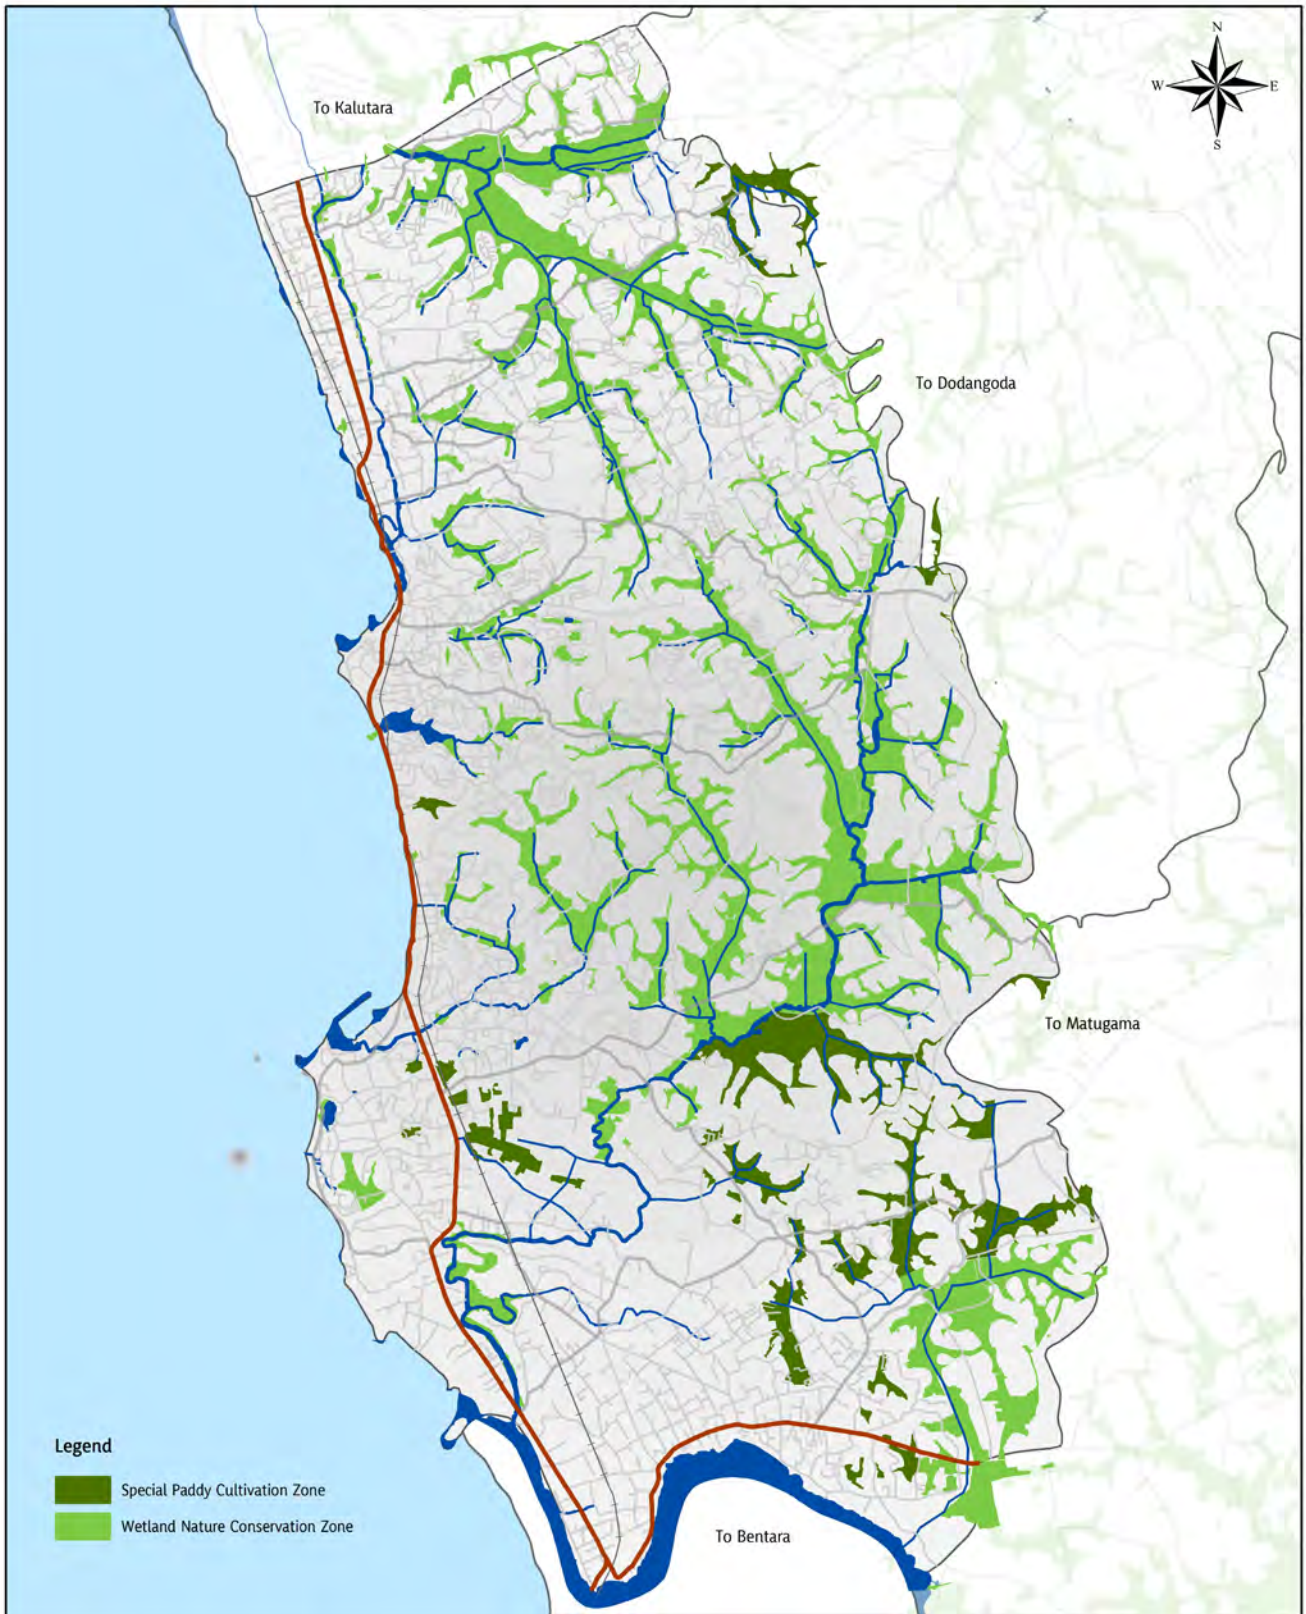 N
To Kalutara
W
E
S
To Dodangoda
To Matugama
Legend
Special Paddy Cultivation Zone
Wetland Nature Conservation Zone
To Bentara